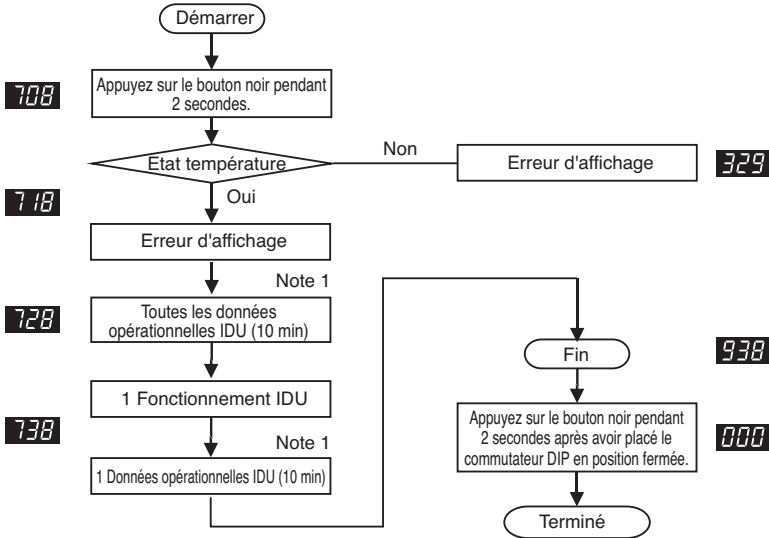 Démarrer
708
Appuyez sur le bouton noir pendant
2 secondes.
Etat température
Non
Erreur d'affichage
329
718
Oui
Erreur d'affichage
Note 1
728
Toutes les données
opérationnelles IDU (10 min)
1 Fonctionnement IDU
738
Note 1
1 Données opérationnelles IDU (10 min)
Fin
938
Appuyez sur le bouton noir pendant
2 secondes après avoir placé le
commutateur DIP en position fermée.
000
Terminé